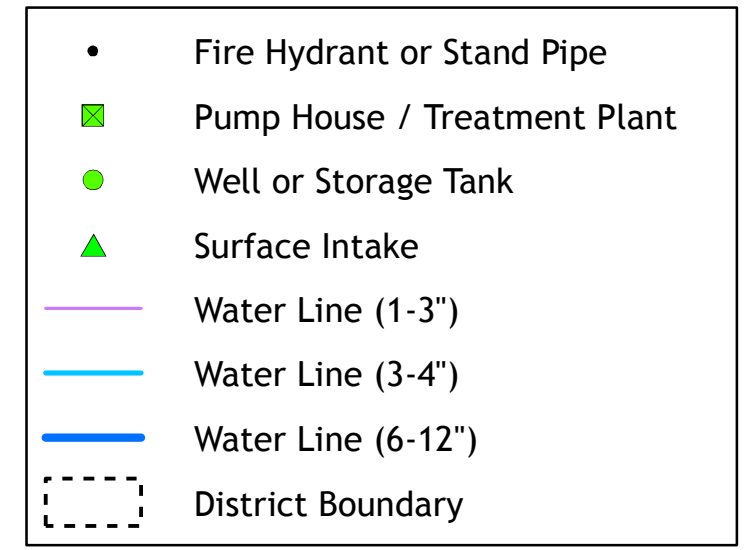 Fire Hydrant or Stand Pipe
Pump House / Treatment Plant
Well or Storage Tank
Surface Intake
Water Line (1-3")
Water Line (3-4")
Water Line (6-12")
District Boundary